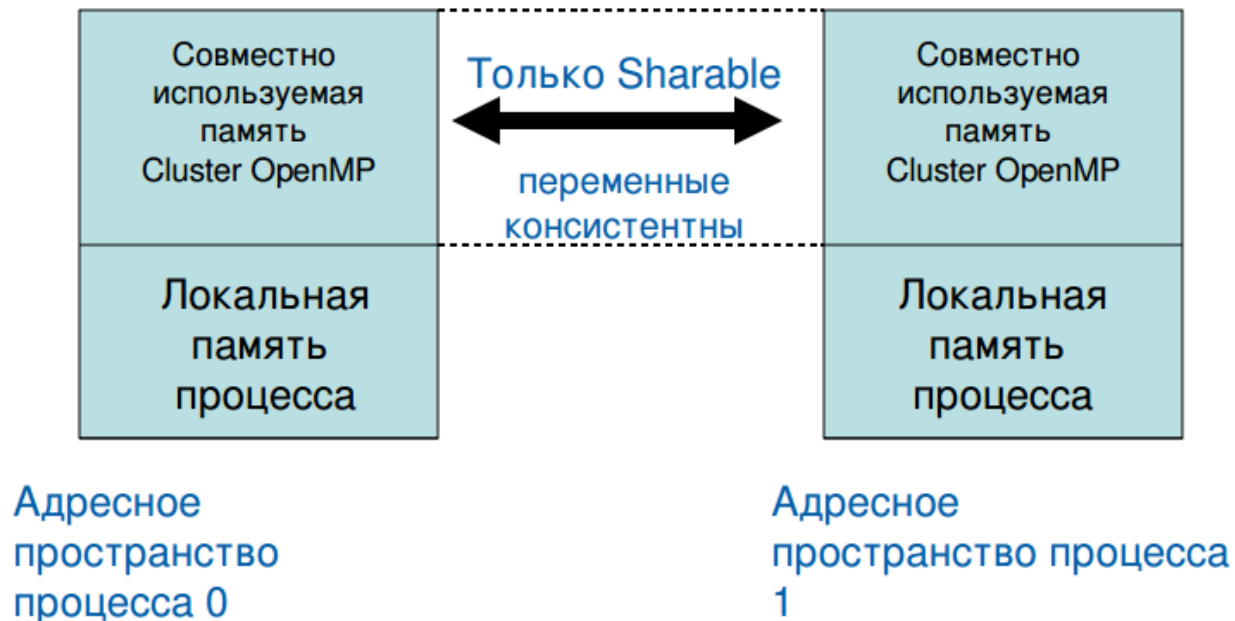 Совместно
используемая
память
Cluster OpenMP
Только Sharable
переменные
консистентны
Совместно
используемая
память
Cluster OpenMP
Локальная
память
процесса
Локальная
память
процесса
Адресное
пространство
процесса 0
Адресное
пространство процесса
1